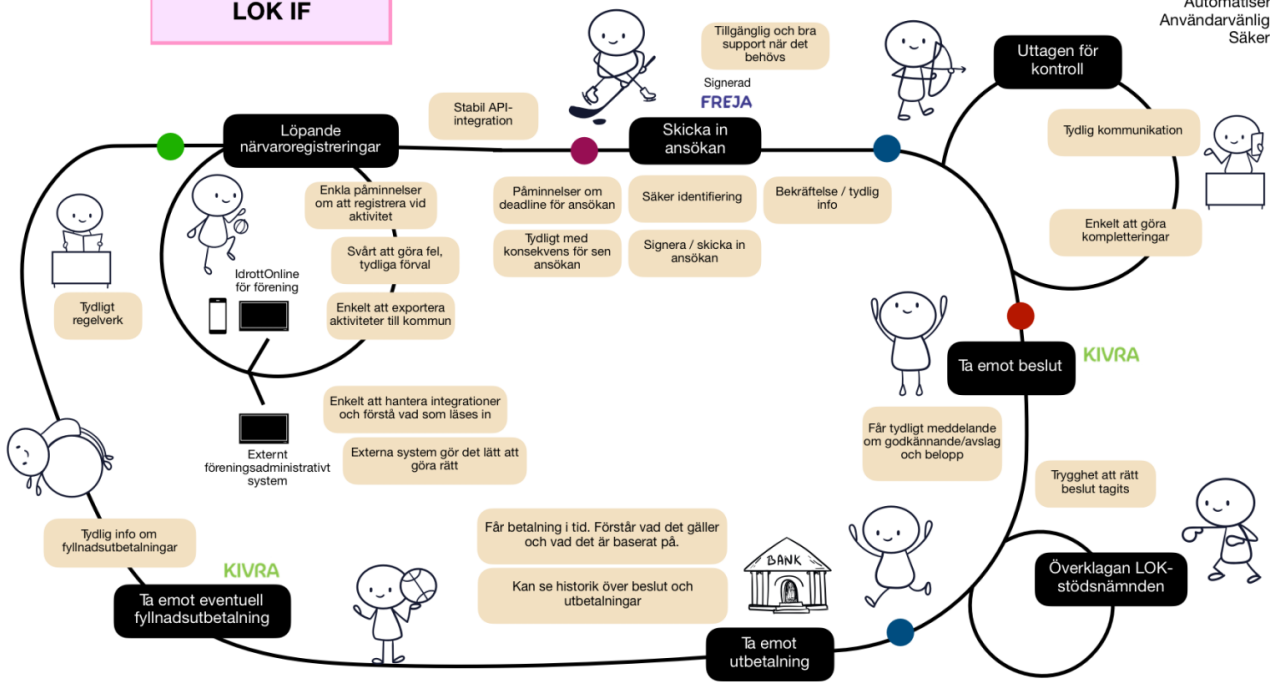 LOK IF
Automatiser
Användarvänlig
Säker
Tillgänglig och bra
support när det
behövs
Uttagen för
kontroll
Signerad
FREJA
Stabil API-
integration
Löpande
närvaroregistreringar
Skicka in
ansökan
Tydlig kommunikation
Enkla påminnelser
om att registrera vid
aktivitet
Påminnelser om
deadline för ansökan
Säker identifiering
Bekräftelse / tydlig
info
Enkelt att göra
kompletteringar
Svårt att göra fel,
tydliga förval
Tydligt med
konsekvens för sen
ansökan
Signera / skicka in
ansökan
IdrottOnline
för förening
Tydligt
regelverk
Enkelt att exportera
aktiviteter till kommun
Ta emot beslut
KIVRA
Enkelt att hantera integrationer
och förstå vad som läses in
Får tydligt meddelande
om godkännande/avslag
och belopp
Externt
föreningsadministrativt
system
Externa system gör det lätt att
göra rätt
Trygghet att rätt
beslut tagits
Tydlig info om
fyllnadsutbetalningar
Får betalning i tid. Förstår vad det gäller
och vad det är baserat på.
BANK
KIVRA
Kan se historik över beslut och
utbetalningar
Överklagan LOK-
stödsnämnden
Ta emot eventuell
fyllnadsutbetalning
Ta emot
utbetalning